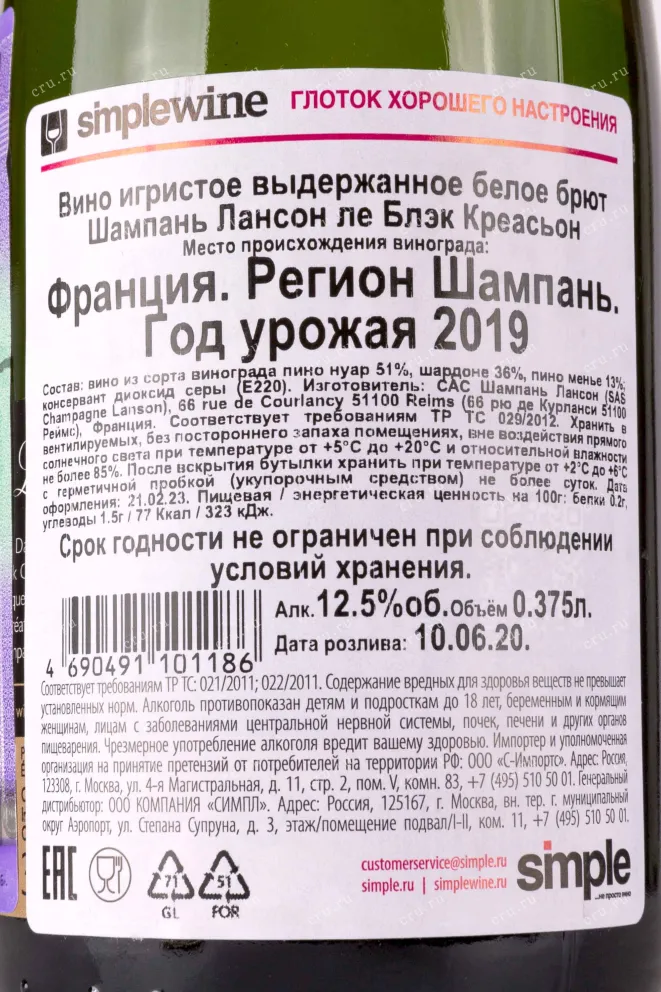 simplewine ГЛОТОК ХОРОШЕГО НАСТРОЕНИЯ
Вино игристое выдержанное белое брют
Шампань Лансон ле Блэк Креасьон
Место происхождения винограда:
Франция. Регион Шампань.
Год урожая 2019
Состав: вино из сорта винограда пино нуар 51%, шардоне 36%, пино менье 13%,
консервант диоксид серы (E220). Изготовитель: САС Шампань Лансон (SAS
Champagne Lanson), 66 rue de Courlancy 51100 Reims (66 рю де Курланси 51100
Реймс), Франция. Соответствует требованиям ТР ТС 029/2012. Хранить в
вентилируемых, без постороннего запаха помещениях, вне воздействия прямого
солнечного света при температуре от +5°C до +20°C и относительной влажности
не более 85%. После вскрытия бутылки хранить при температуре от +2°C до +6°C
с герметичной пробкой (укупорочным средством) не более суток. Дата
оформления: 21.02.23. Пищевая / энергетическая ценность на 100г: белки 0.2г,
углеводы 1.5г / 77 Ккал / 323 кДж.
Срок годности не ограничен при соблюдении
условий хранения.
Алк. 12.5%об. Объём 0.375л.
Дата розлива: 10.06.20.
4 690491 101186
Соответствует требованиям ТР ТС: 021/2011; 022/2011. Содержание вредных для здоровья веществ не превышает
установленных норм. Алкоголь противопоказан детям и подросткам до 18 лет, беременным и кормящим
женщинам, лицам с заболеваниями центральной нервной системы, почек, печени и других органов
пищеварения. Чрезмерное употребление алкоголя вредит вашему здоровью. Импортер и уполномоченная
организация на принятие претензий от потребителей на территории РФ: ООО «С-Импортс». Адрес: Россия,
123308, г. Москва, ул. 4-я Магистральная, д. 11, стр. 2, пом. V, комн. 83, +7 (495) 510 50 01. Генеральный
дистрибьютор: ООО КОМПАНИЯ «СИМПЛ». Адрес: Россия, 125167, г. Москва, вн. тер. г. муниципальный
округ Аэропорт, ул. Степана Супруна, д. 3, этаж/помещение подвал/I-II, ком. 11, +7 (495) 510 50 01.
EAC
71
GL
51
FOR
customerservice@simple.ru
simple.ru | simplewine.ru
simple
...не просто вино
cru.ru